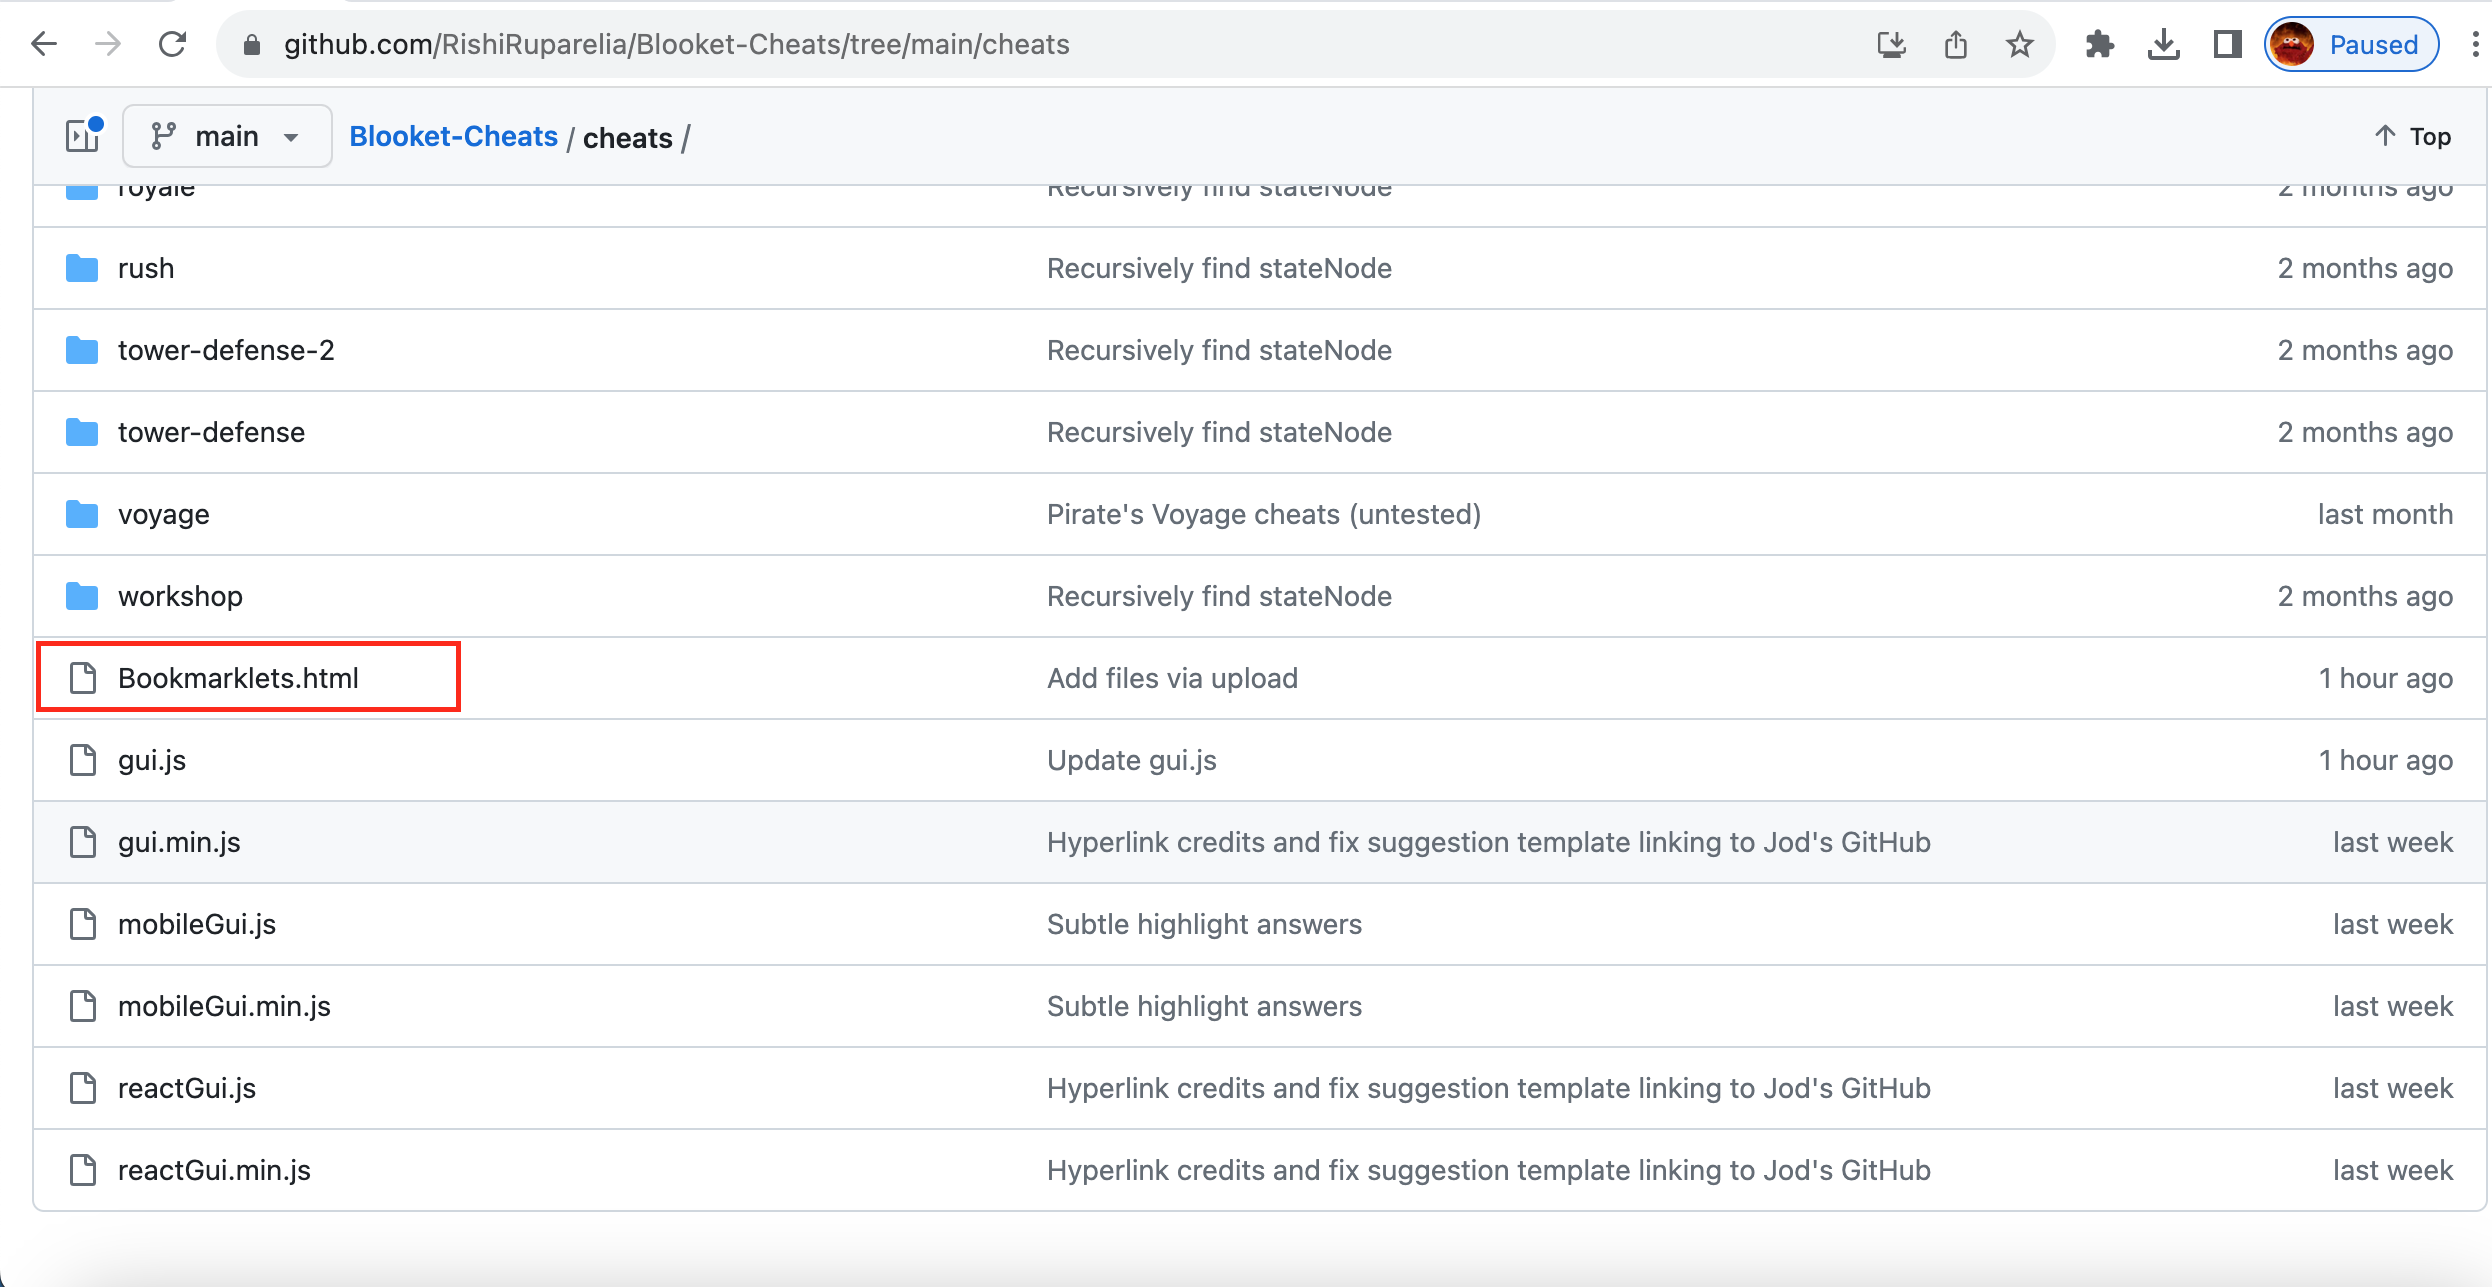 github.com/RishiRuparelia/Blooket-Cheats/tree/main/cheats Paused
main Blooket-Cheats / cheats / Top
royale Recursively find stateNode 2 months ago
rush Recursively find stateNode 2 months ago
tower-defense-2 Recursively find stateNode 2 months ago
tower-defense Recursively find stateNode 2 months ago
voyage Pirate's Voyage cheats (untested) last month
workshop Recursively find stateNode 2 months ago
Bookmarklets.html Add files via upload 1 hour ago
gui.js Update gui.js 1 hour ago
gui.min.js Hyperlink credits and fix suggestion template linking to Jod's GitHub last week
mobileGui.js Subtle highlight answers last week
mobileGui.min.js Subtle highlight answers last week
reactGui.js Hyperlink credits and fix suggestion template linking to Jod's GitHub last week
reactGui.min.js Hyperlink credits and fix suggestion template linking to Jod's GitHub last week